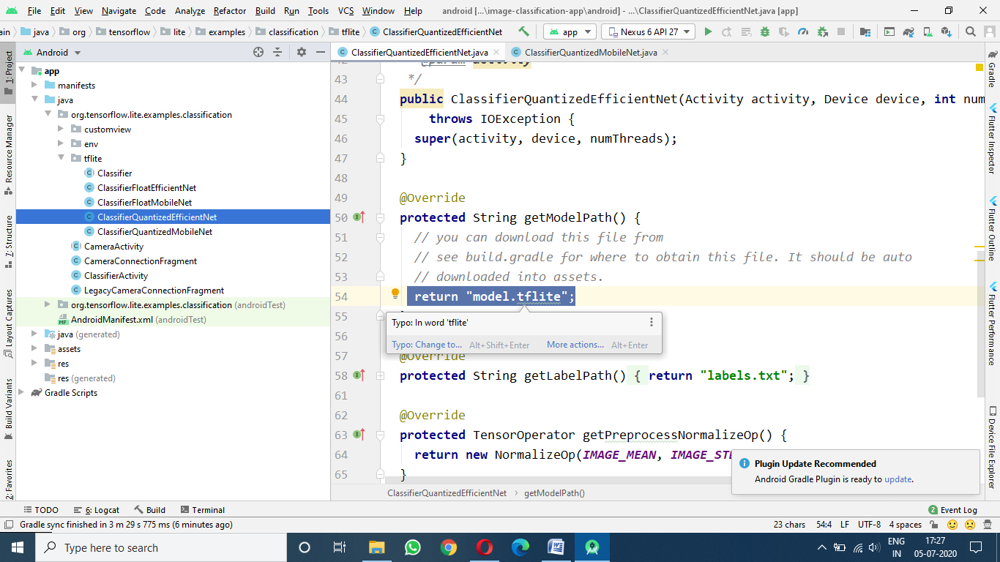 File Edit View Navigate Code Analyze Refactor Build Run Tools VCS Window Help android [...\image-classification-app\android] - ...\ClassifierQuantizedEfficientNet.java [app]
ain java org tensorflow lite examples classification tflite ClassifierQuantizedEfficientNet app Nexus 6 API 27
Android
ClassifierQuantizedEfficientNet.java ClassifierQuantizedMobileNet.java
1: Project
Resource Manager
7: Structure
Layout Captures
Build Variants
2: Favorites
app
manifests
java
org.tensorflow.lite.examples.classification
customview
env
tflite
Classifier
ClassifierFloatEfficientNet
ClassifierFloatMobileNet
ClassifierQuantizedEfficientNet
ClassifierQuantizedMobileNet
CameraActivity
CameraConnectionFragment
ClassifierActivity
LegacyCameraConnectionFragment
org.tensorflow.lite.examples.classification (androidTest)
AndroidManifest.xml (androidTest)
java (generated)
assets
res
res (generated)
Gradle Scripts
42 @param activity
43 */
44 public ClassifierQuantizedEfficientNet(Activity activity, Device device, int num
45 throws IOException {
46 super(activity, device, numThreads);
47 }
48
49 @Override
50 protected String getModelPath() {
51 // you can download this file from
52 // see build.gradle for where to obtain this file. It should be auto
53 // downloaded into assets.
54 return "model.tflite";
55
Typo: In word 'tflite'
56
Typo: Change to... Alt+Shift+Enter More actions... Alt+Enter
57 @Override
58 protected String getLabelPath() { return "labels.txt"; }
61
62 @Override
63 protected TensorOperator getPreprocessNormalizeOp() {
64 return new NormalizeOp(IMAGE_MEAN, IMAGE_STD
65 }
Plugin Update Recommended
Android Gradle Plugin is ready to update.
ClassifierQuantizedEfficientNet getModelPath()
Gradle
Flutter Inspector
Flutter Outline
Flutter Performance
Device File Explorer
TODO 6: Logcat Build Terminal 2 Event Log
Gradle sync finished in 3 m 29 s 775 ms (6 minutes ago) 23 chars 54:4 LF UTF-8 4 spaces
Type here to search
ENG
IN
17:27
05-07-2020